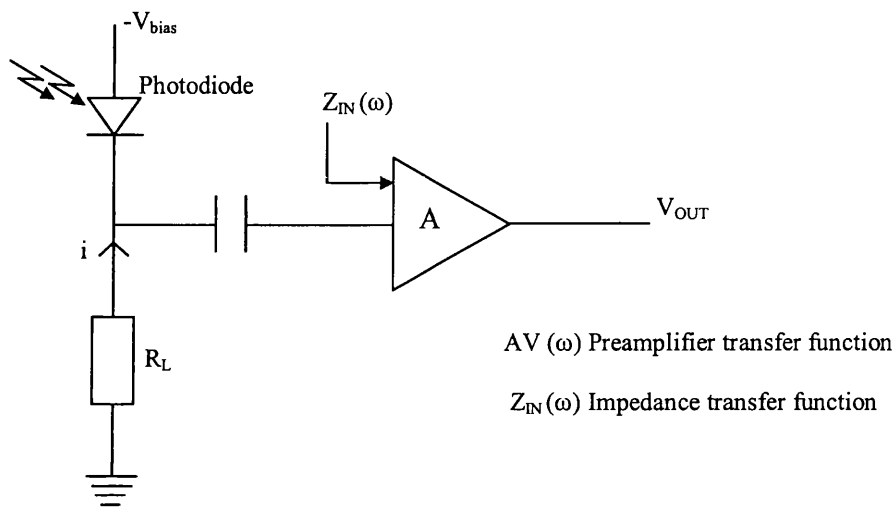 -V_bias
Photodiode
Z_IN (ω)
A
V_OUT
i
R_L
AV (ω) Preamplifier transfer function
Z_IN (ω) Impedance transfer function